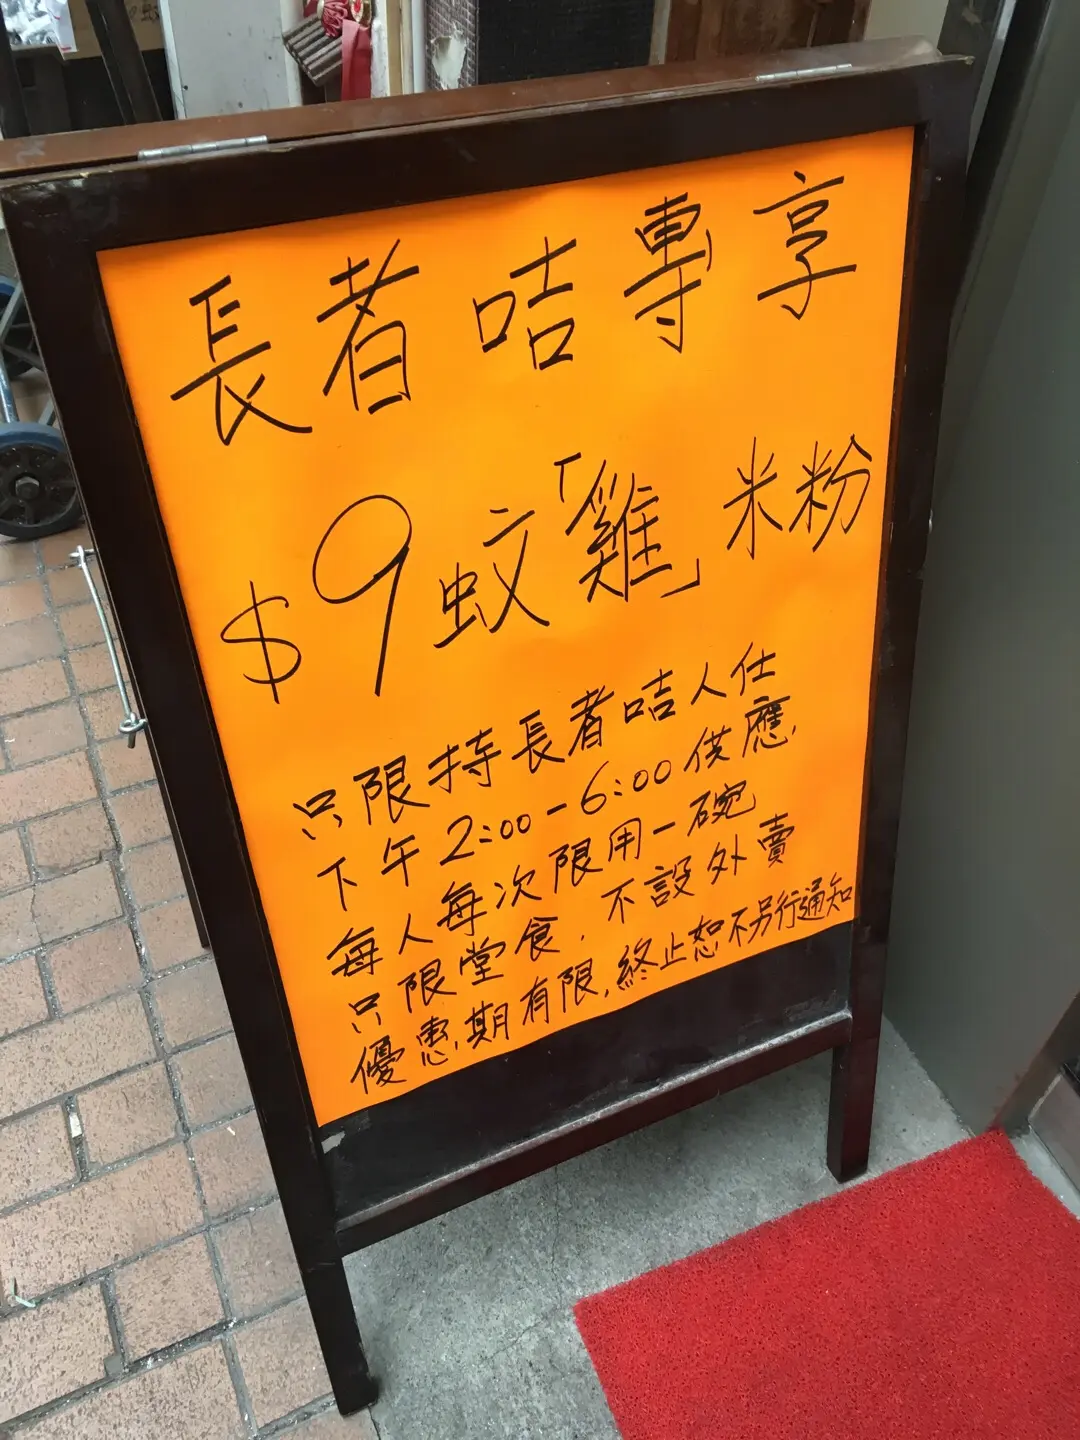 長者咭專享
$9蚊「雞」米粉
只限持長者咭人仕
下午2:00-6:00供應,
每人每次限用一碗
只限堂食,不設外賣
優惠期有限,終止恕不另行通知